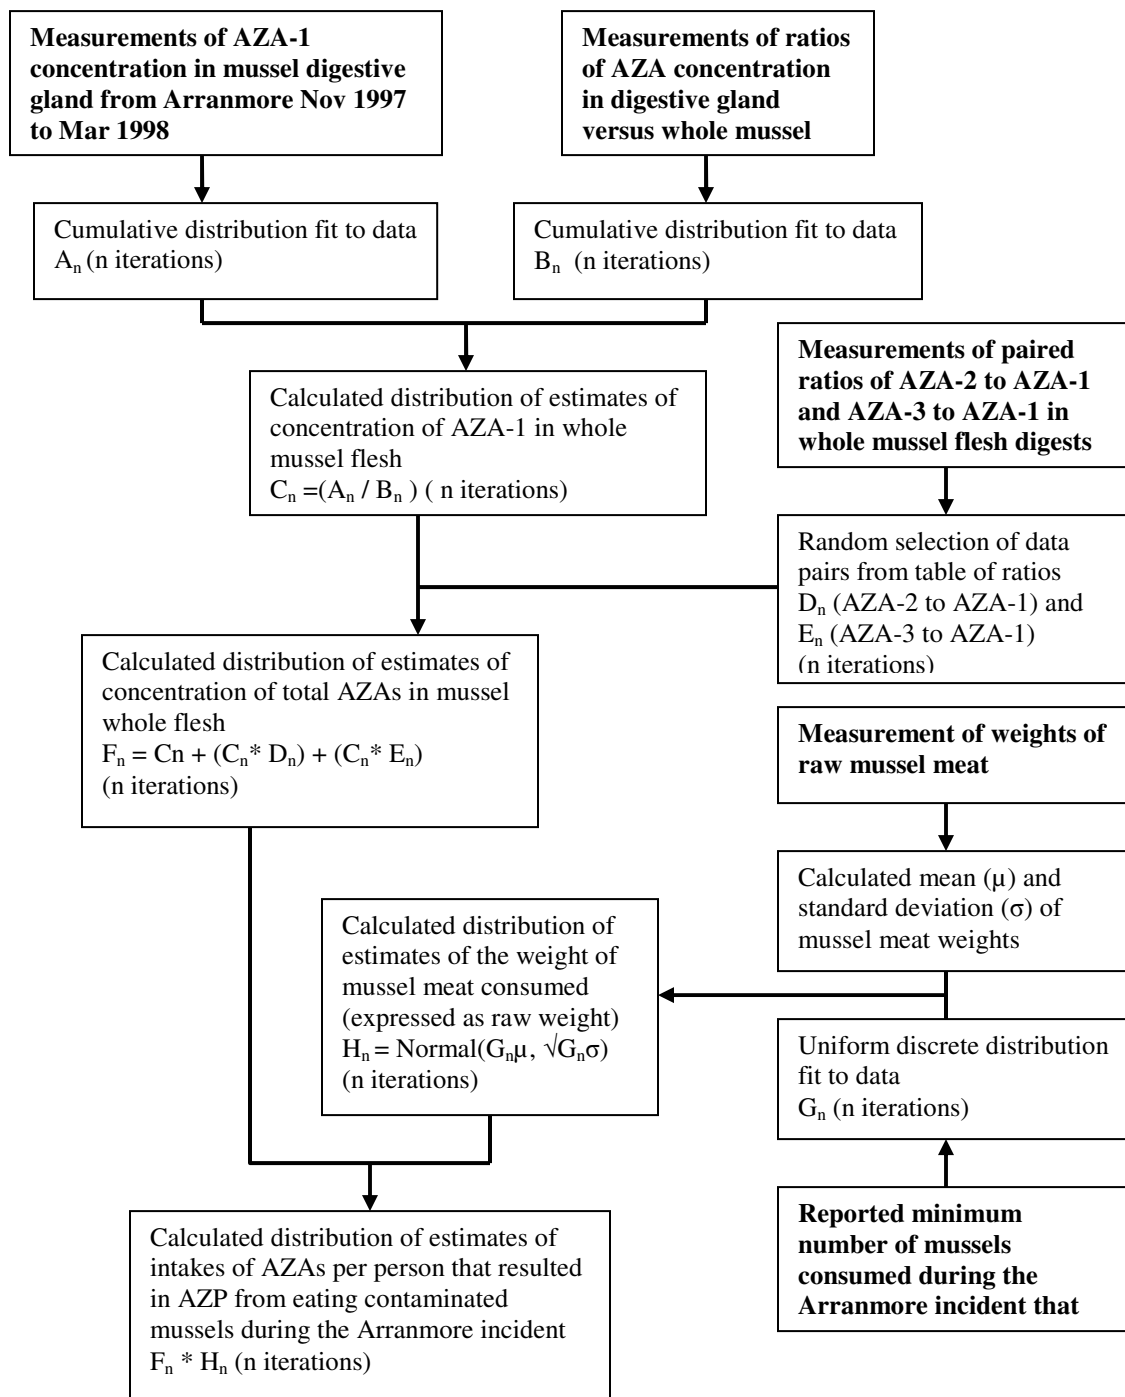 Measurements of AZA-1
concentration in mussel digestive
gland from Arranmore Nov 1997
to Mar 1998
Measurements of ratios
of AZA concentration
in digestive gland
versus whole mussel
Cumulative distribution fit to data
Aₙ (n iterations)
Cumulative distribution fit to data
Bₙ (n iterations)
Measurements of paired
ratios of AZA-2 to AZA-1
and AZA-3 to AZA-1 in
whole mussel flesh digests
Calculated distribution of estimates of
concentration of AZA-1 in whole
mussel flesh
Cₙ =(Aₙ / Bₙ ) ( n iterations)
Random selection of data
pairs from table of ratios
Dₙ (AZA-2 to AZA-1) and
Eₙ (AZA-3 to AZA-1)
(n iterations)
Calculated distribution of estimates of
concentration of total AZAs in mussel
whole flesh
Fₙ = Cn + (Cₙ* Dₙ) + (Cₙ* Eₙ)
(n iterations)
Measurement of weights of
raw mussel meat
Calculated mean (µ) and
standard deviation (σ) of
mussel meat weights
Calculated distribution of
estimates of the weight of
mussel meat consumed
(expressed as raw weight)
Hₙ = Normal(Gₙµ, √Gₙσ)
(n iterations)
Uniform discrete distribution
fit to data
Gₙ (n iterations)
Reported minimum
number of mussels
consumed during the
Arranmore incident that
Calculated distribution of estimates of
intakes of AZAs per person that resulted
in AZP from eating contaminated
mussels during the Arranmore incident
Fₙ * Hₙ (n iterations)